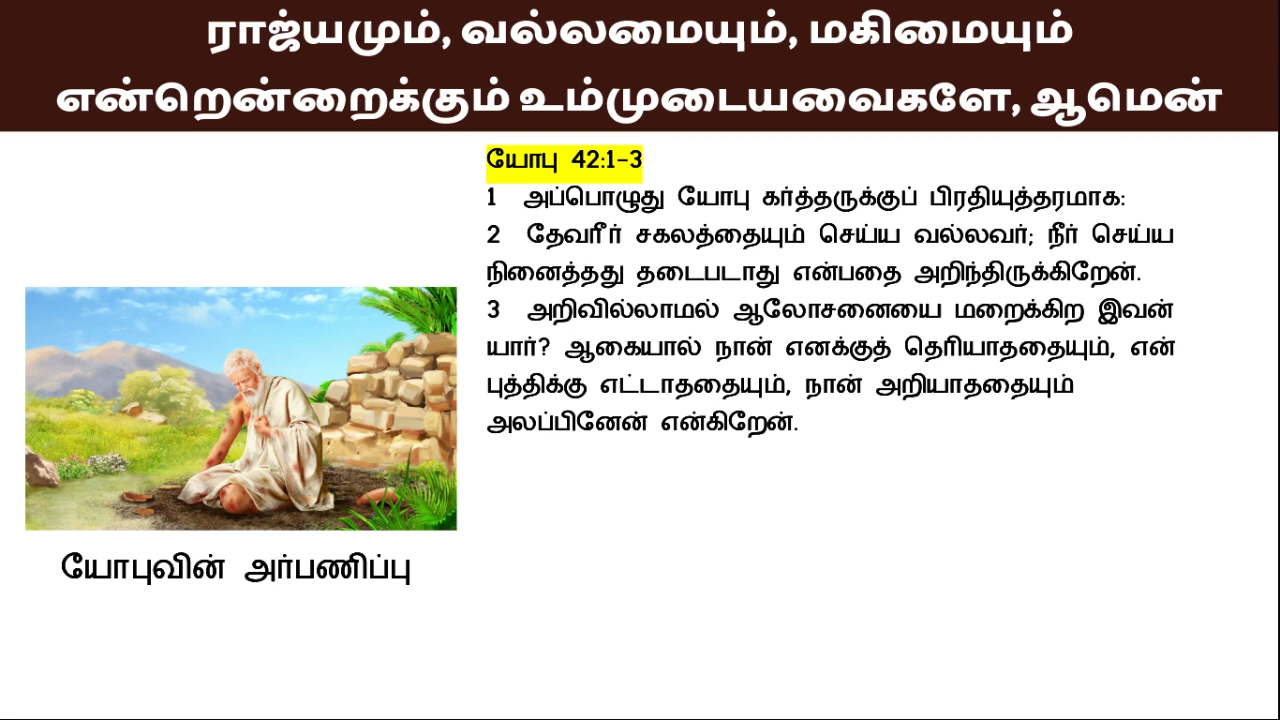 ராஜ்யமும், வல்லமையும், மகிமையும்
என்றென்றைக்கும் உம்முடையவைகளே, ஆமென்
யோபு 42:1-3
1 அப்பொழுது யோபு கர்த்தருக்குப் பிரதியுத்தரமாக:
2 தேவரீர் சகலத்தையும் செய்ய வல்லவர்; நீர் செய்ய
நினைத்தது தடைபடாது என்பதை அறிந்திருக்கிறேன்.
3 அறிவில்லாமல் ஆலோசனையை மறைக்கிற இவன்
யார்? ஆகையால் நான் எனக்குத் தெரியாததையும், என்
புத்திக்கு எட்டாததையும், நான் அறியாததையும்
அலப்பினேன் என்கிறேன்.
யோபுவின் அர்பணிப்பு